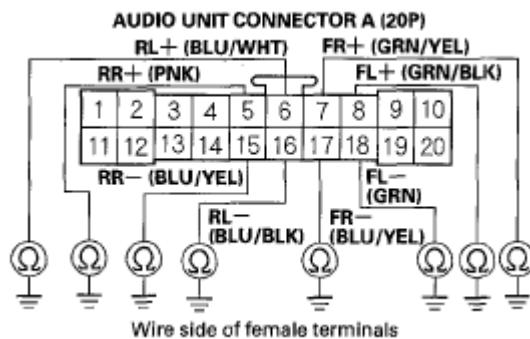 AUDIO UNIT CONNECTOR A (20P)
RL+ (BLU/WHT) FR+ (GRN/YEL)
RR+ (PNK) FL+ (GRN/BLK)
1 2 3 4 5 6 7 8 9 10
11 12 13 14 15 16 17 18 19 20
RR− (BLU/YEL) FL−
(GRN)
RL− FR−
(BLU/BLK) (BLU/YEL)
Ω Ω Ω Ω Ω Ω Ω
Wire side of female terminals